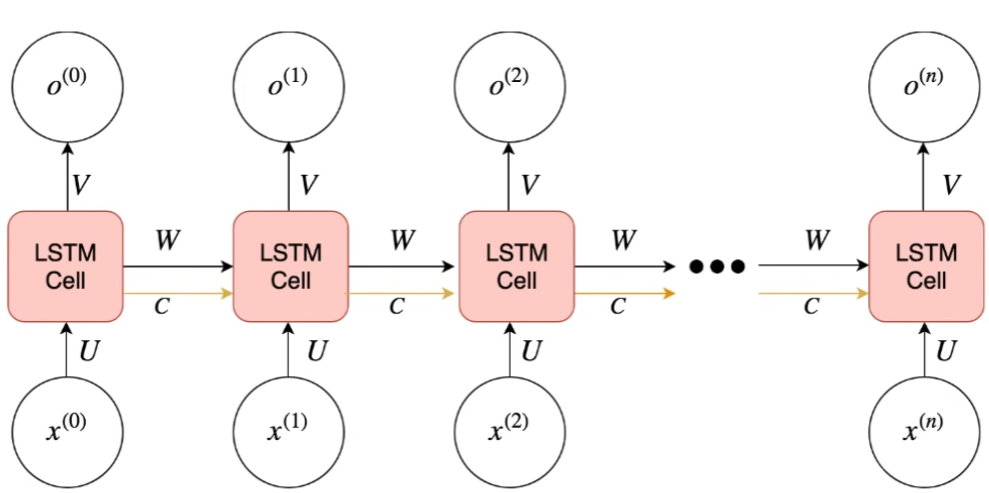 o⁽⁰⁾ o⁽¹⁾ o⁽²⁾ o⁽ⁿ⁾
V V V V
LSTM Cell W C LSTM Cell W C LSTM Cell W C ●●● W C LSTM Cell
U U U U
x⁽⁰⁾ x⁽¹⁾ x⁽²⁾ x⁽ⁿ⁾